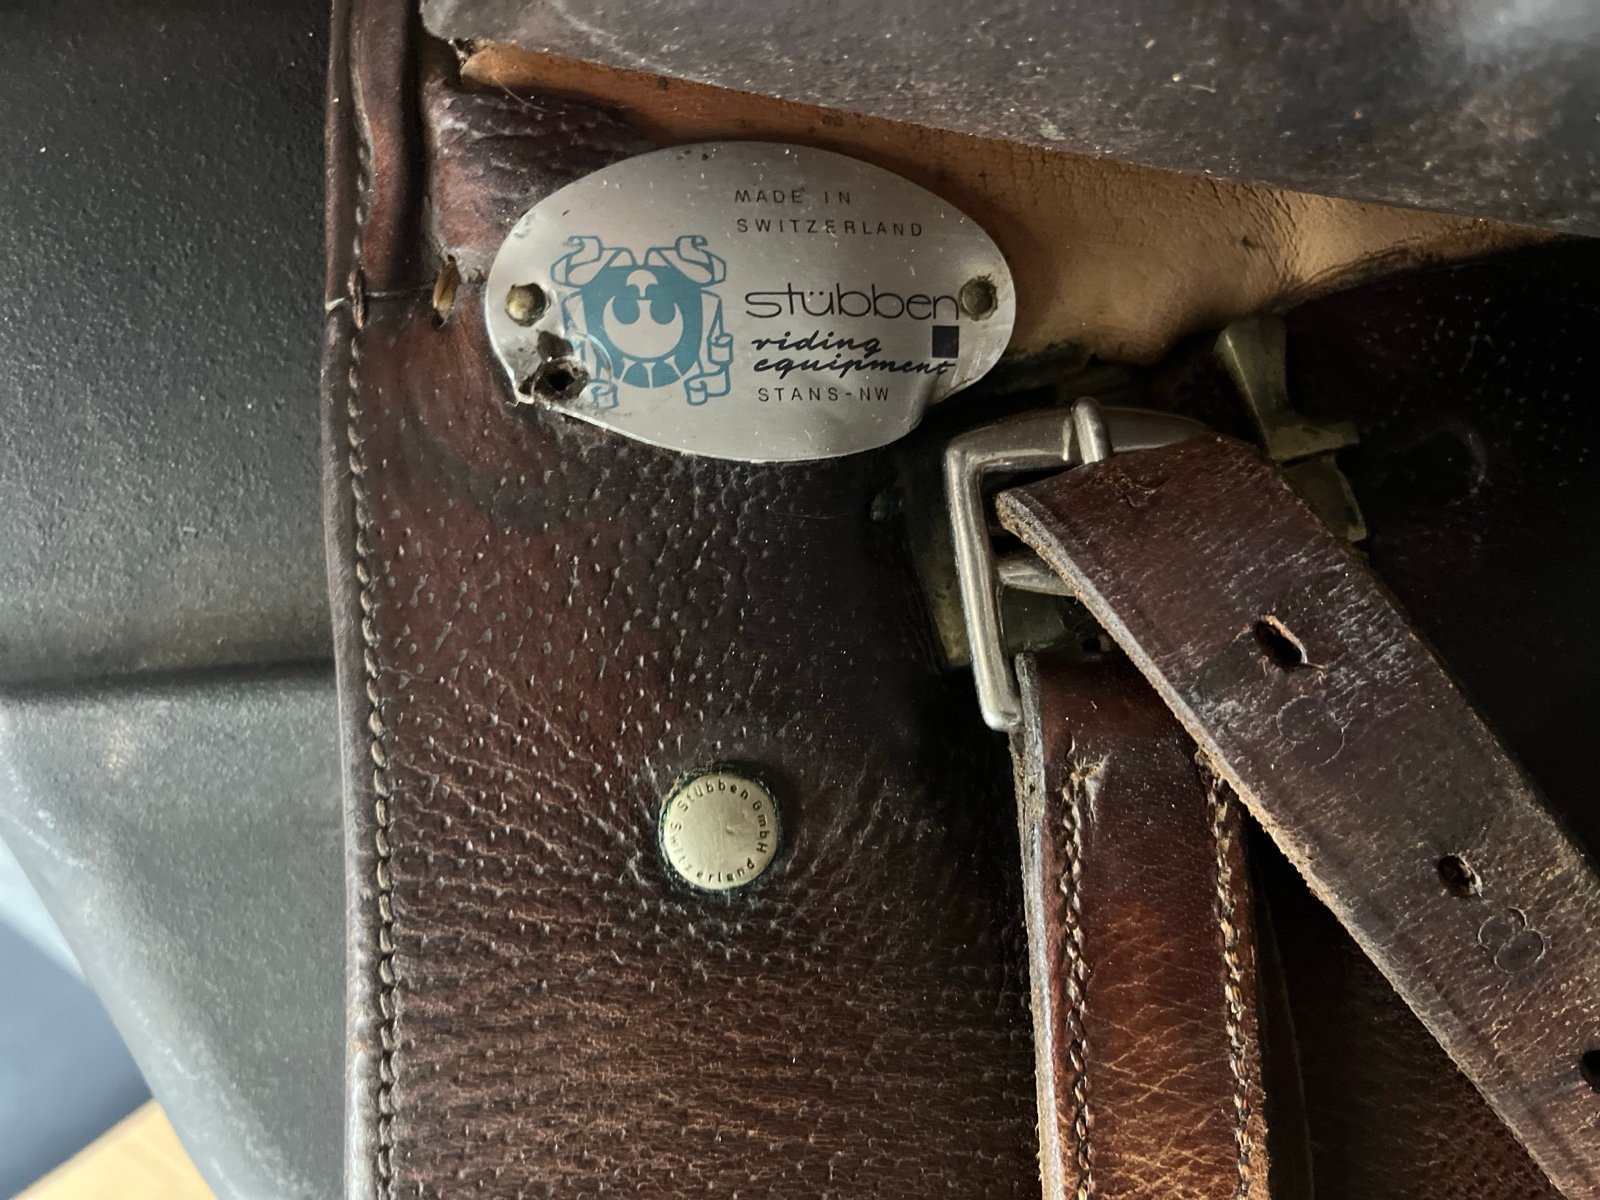 MADE IN
SWITZERLAND
stübben
riding
equipment
STANS-NW
Stübben GmbH Switzerland